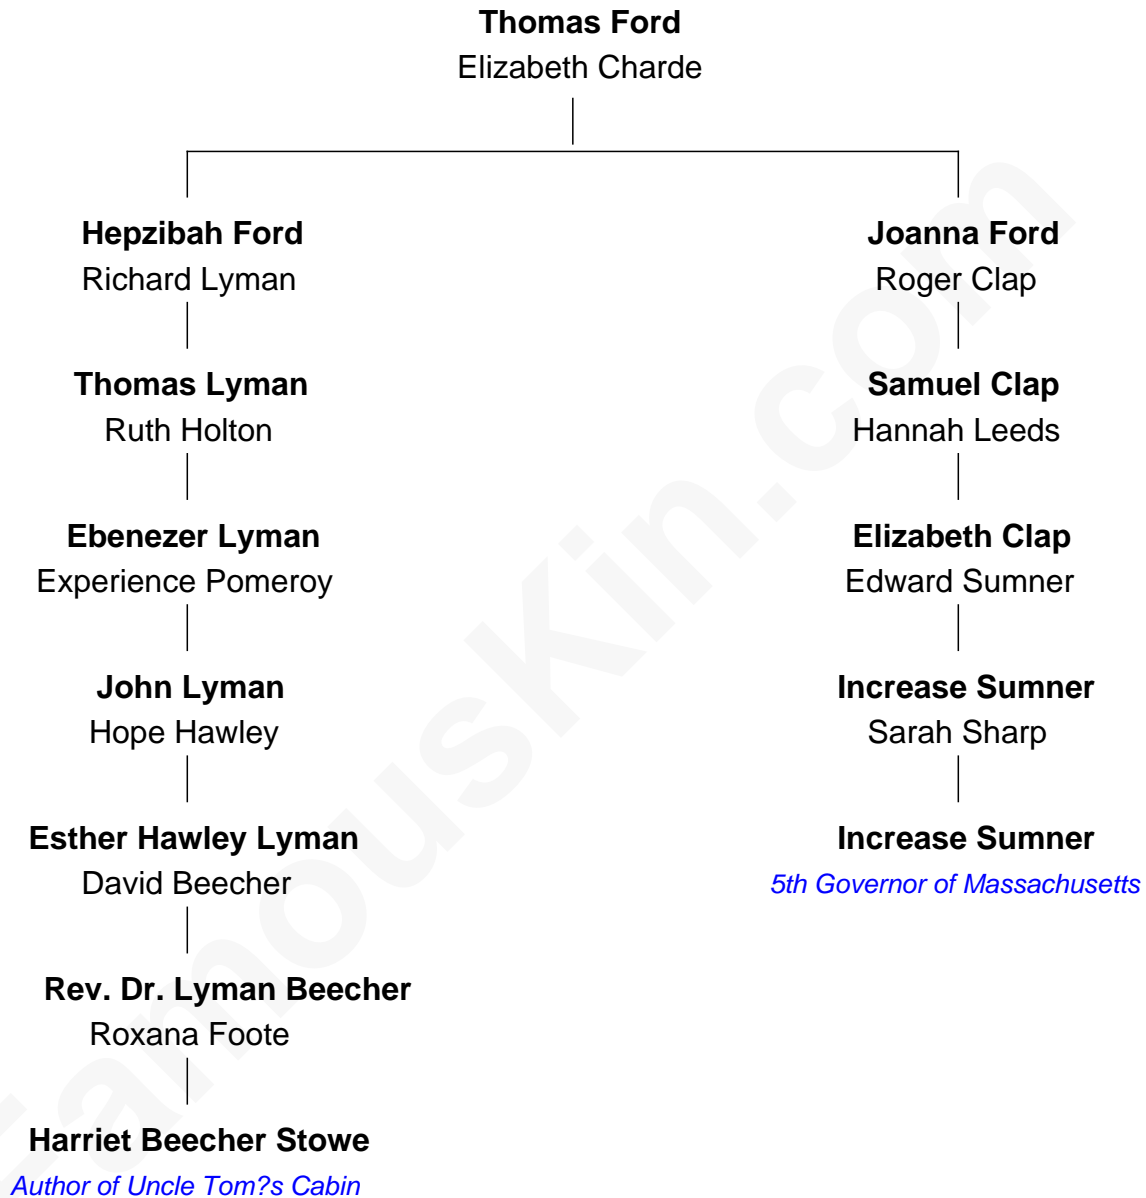 Thomas Ford
Elizabeth Charde
Hepzibah Ford
Richard Lyman
Joanna Ford
Roger Clap
Thomas Lyman
Ruth Holton
Samuel Clap
Hannah Leeds
Ebenezer Lyman
Experience Pomeroy
Elizabeth Clap
Edward Sumner
John Lyman
Hope Hawley
Increase Sumner
Sarah Sharp
Esther Hawley Lyman
David Beecher
Increase Sumner
5th Governor of Massachusetts
Rev. Dr. Lyman Beecher
Roxana Foote
Harriet Beecher Stowe
Author of Uncle Tom?s Cabin
FamousKin.com